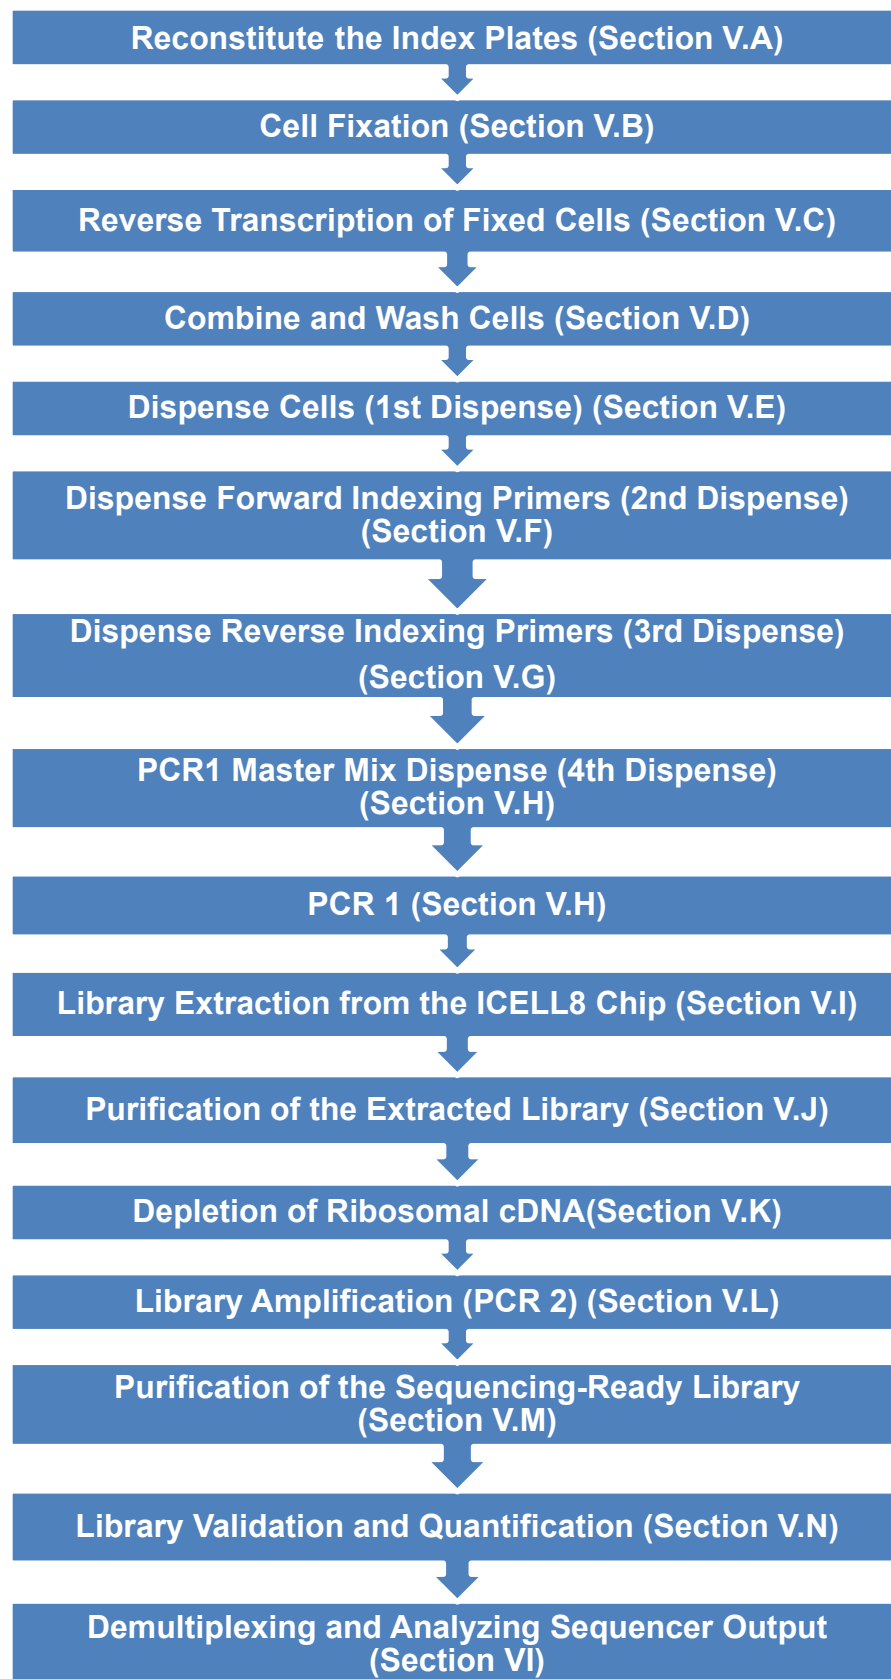 Reconstitute the Index Plates (Section V.A)
Cell Fixation (Section V.B)
Reverse Transcription of Fixed Cells (Section V.C)
Combine and Wash Cells (Section V.D)
Dispense Cells (1st Dispense) (Section V.E)
Dispense Forward Indexing Primers (2nd Dispense)
(Section V.F)
Dispense Reverse Indexing Primers (3rd Dispense)
(Section V.G)
PCR1 Master Mix Dispense (4th Dispense)
(Section V.H)
PCR 1 (Section V.H)
Library Extraction from the ICELL8 Chip (Section V.I)
Purification of the Extracted Library (Section V.J)
Depletion of Ribosomal cDNA(Section V.K)
Library Amplification (PCR 2) (Section V.L)
Purification of the Sequencing-Ready Library
(Section V.M)
Library Validation and Quantification (Section V.N)
Demultiplexing and Analyzing Sequencer Output
(Section VI)